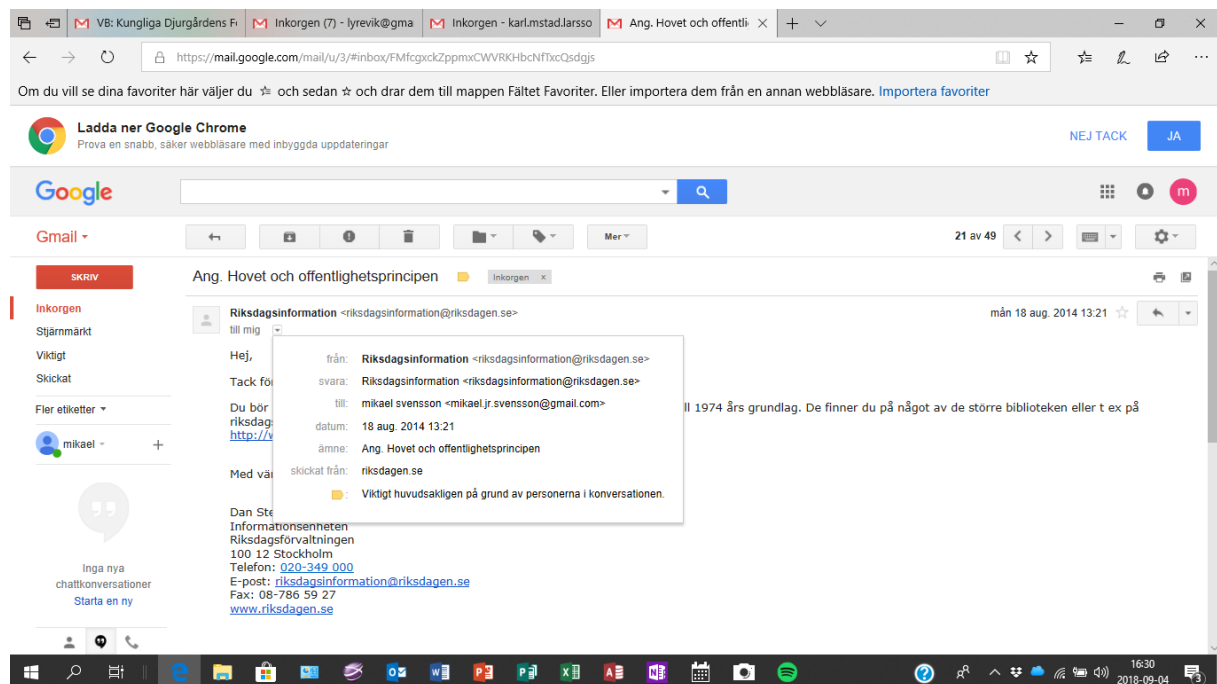 VB: Kungliga Djurgårdens Fö
Inkorgen (7) - lyrevik@gma
Inkorgen - karl.mstad.larsso
Ang. Hovet och offentli
https://mail.google.com/mail/u/3/#inbox/FMfcgxckZppmxCWVRKHbcNfTxcQsdgjs
Om du vill se dina favoriter här väljer du och sedan och drar dem till mappen Fältet Favoriter. Eller importera dem från en annan webbläsare. Importera favoriter
Ladda ner Google Chrome
Prova en snabb, säker webbläsare med inbyggda uppdateringar
NEJ TACK
JA
Google
m
Gmail
Mer
21 av 49
SKRIV
Ang. Hovet och offentlighetsprincipen
Inkorgen x
Inkorgen
Stjärnmärkt
Viktigt
Skickat
Fler etiketter
mikael
Inga nya
chattkonversationer
Starta en ny
Riksdagsinformation <riksdagsinformation@riksdagen.se>
mån 18 aug. 2014 13:21
till mig
Hej,
Tack fö
Du bör
ll 1974 års grundlag. De finner du på något av de större biblioteken eller t ex på
riksdag
http://w
Med vä
från: Riksdagsinformation <riksdagsinformation@riksdagen.se>
svara: Riksdagsinformation <riksdagsinformation@riksdagen.se>
till: mikael svensson <mikael.jr.svensson@gmail.com>
datum: 18 aug. 2014 13:21
ämne: Ang. Hovet och offentlighetsprincipen
skickat från: riksdagen.se
: Viktigt huvudsakligen på grund av personerna i konversationen.
Dan Ste
Informationsenheten
Riksdagsförvaltningen
100 12 Stockholm
Telefon: 020-349 000
E-post: riksdagsinformation@riksdagen.se
Fax: 08-786 59 27
www.riksdagen.se
16:30
2018-09-04